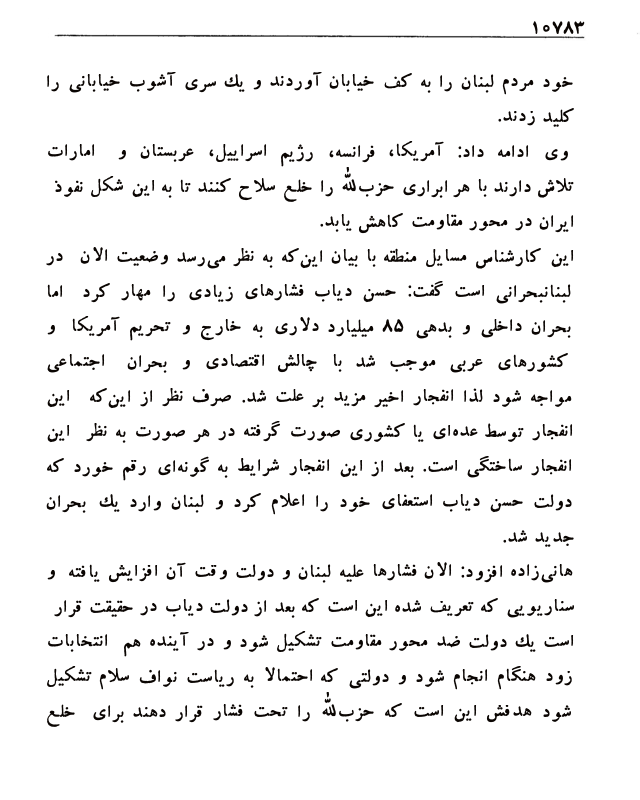 ۱۰۷۸۳
خود مردم لبنان را به کف خیابان آوردند و یك سری آشوب خیابانی را
کلید زدند.
وی ادامه داد: آمریکا، فرانسه، رژیم اسراییل، عربستان و امارات
تلاش دارند با هر ابراری حزب‌الله را خلع سلاح کنند تا به این شکل نفوذ
ایران در محور مقاومت کاهش یابد.
این کارشناس مسایل منطقه با بیان این‌که به نظر می‌رسد وضعیت الان در
لبنانبحرانی است گفت: حسن دیاب فشارهای زیادی را مهار کرد اما
بحران داخلی و بدهی ۸۵ میلیارد دلاری به خارج و تحریم آمریکا و
کشورهای عربی موجب شد با چالش اقتصادی و بحران اجتماعی
مواجه شود لذا انفجار اخیر مزید بر علت شد. صرف نظر از این‌که این
انفجار توسط عده‌ای یا کشوری صورت گرفته در هر صورت به نظر این
انفجار ساختگی است. بعد از این انفجار شرایط به گونه‌ای رقم خورد که
دولت حسن دیاب استعفای خود را اعلام کرد و لبنان وارد یك بحران
جدید شد.
هانی‌زاده افزود: الان فشارها علیه لبنان و دولت وقت آن افزایش یافته و
سناریویی که تعریف شده این است که بعد از دولت دیاب در حقیقت قرار
است یك دولت ضد محور مقاومت تشکیل شود و در آینده هم انتخابات
زود هنگام انجام شود و دولتی که احتمالا به ریاست نواف سلام تشکیل
شود هدفش این است که حزب‌الله را تحت فشار قرار دهند برای خلع